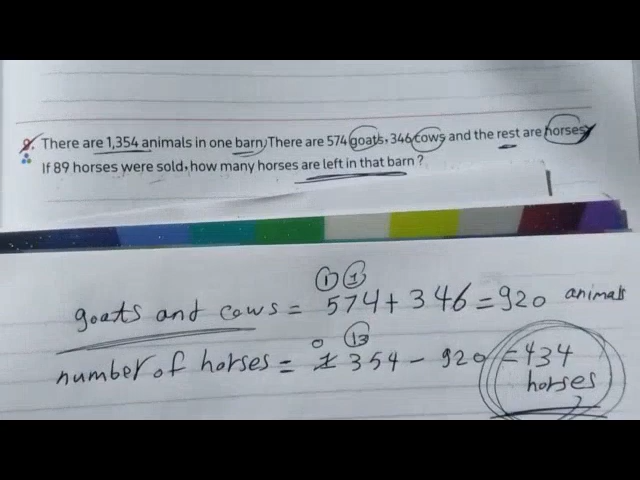 9. There are 1,354 animals in one barn, There are 574 goats, 346 cows and the rest are horses,
If 89 horses were sold, how many horses are left in that barn ?
1 1
goats and cows = 574 + 346 = 920 animals
0 13
number of horses = 1354 - 920 = 434
horses